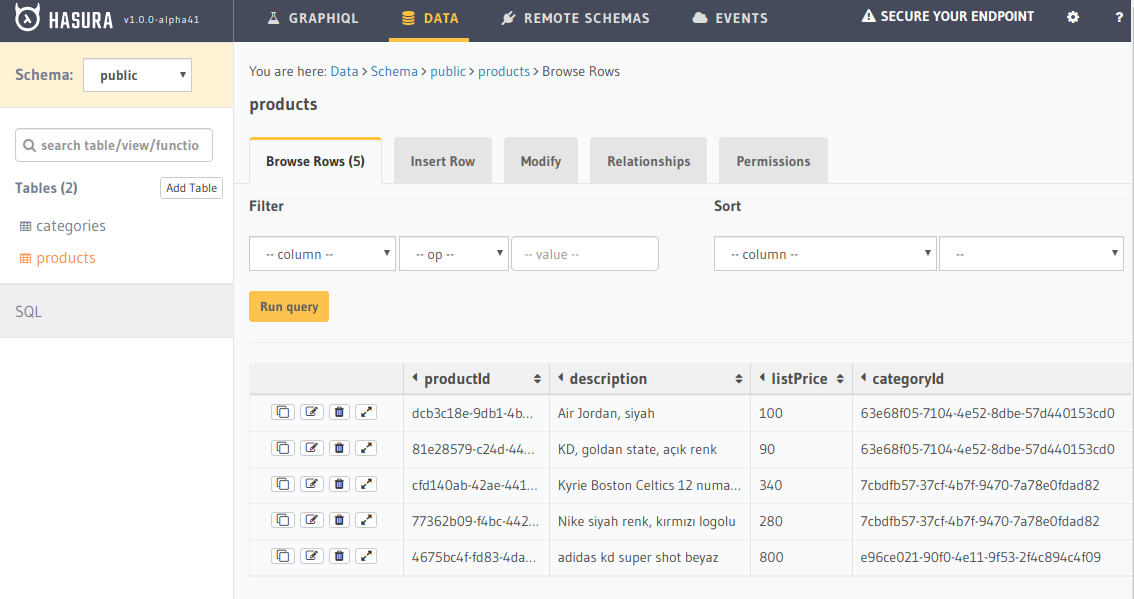 HASURA v1.0.0-alpha41 GRAPHIQL DATA REMOTE SCHEMAS EVENTS SECURE YOUR ENDPOINT ?
Schema: public
You are here: Data > Schema > public > products > Browse Rows
products
search table/view/functio
Browse Rows (5) Insert Row Modify Relationships Permissions
Tables (2) Add Table
categories
products
SQL
Filter Sort
-- column -- -- op -- -- value -- -- column -- --
Run query
productId description listPrice categoryId
dcb3c18e-9db1-4b... Air Jordan, siyah 100 63e68f05-7104-4e52-8dbe-57d440153cd0
81e28579-c24d-44... KD, goldan state, açık renk 90 63e68f05-7104-4e52-8dbe-57d440153cd0
cfd140ab-42ae-441... Kyrie Boston Celtics 12 numa... 340 7cbdfb57-37cf-4b7f-9470-7a78e0fdad82
77362b09-f4bc-442... Nike siyah renk, kırmızı logolu 280 7cbdfb57-37cf-4b7f-9470-7a78e0fdad82
4675bc4f-fd83-4da... adidas kd super shot beyaz 800 e96ce021-90f0-4e11-9f53-2f4c894c4f09